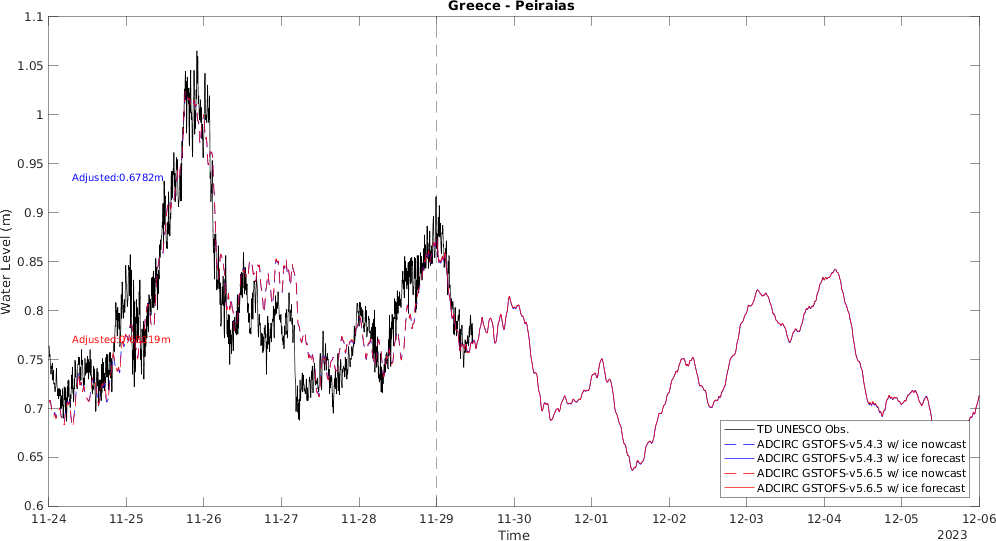 Greece - Peiraias
1.1
1.05
1
0.95
0.9
0.85
0.8
0.75
0.7
0.65
0.6
Water Level (m)
Adjusted:0.6782m
TD UNESCO Obs.
ADCIRC GSTOFS-v5.4.3 w/ ice nowcast
ADCIRC GSTOFS-v5.4.3 w/ ice forecast
ADCIRC GSTOFS-v5.6.5 w/ ice nowcast
ADCIRC GSTOFS-v5.6.5 w/ ice forecast
11-24 11-25 11-26 11-27 11-28 11-29 11-30 12-01 12-02 12-03 12-04 12-05 12-06
Time
2023